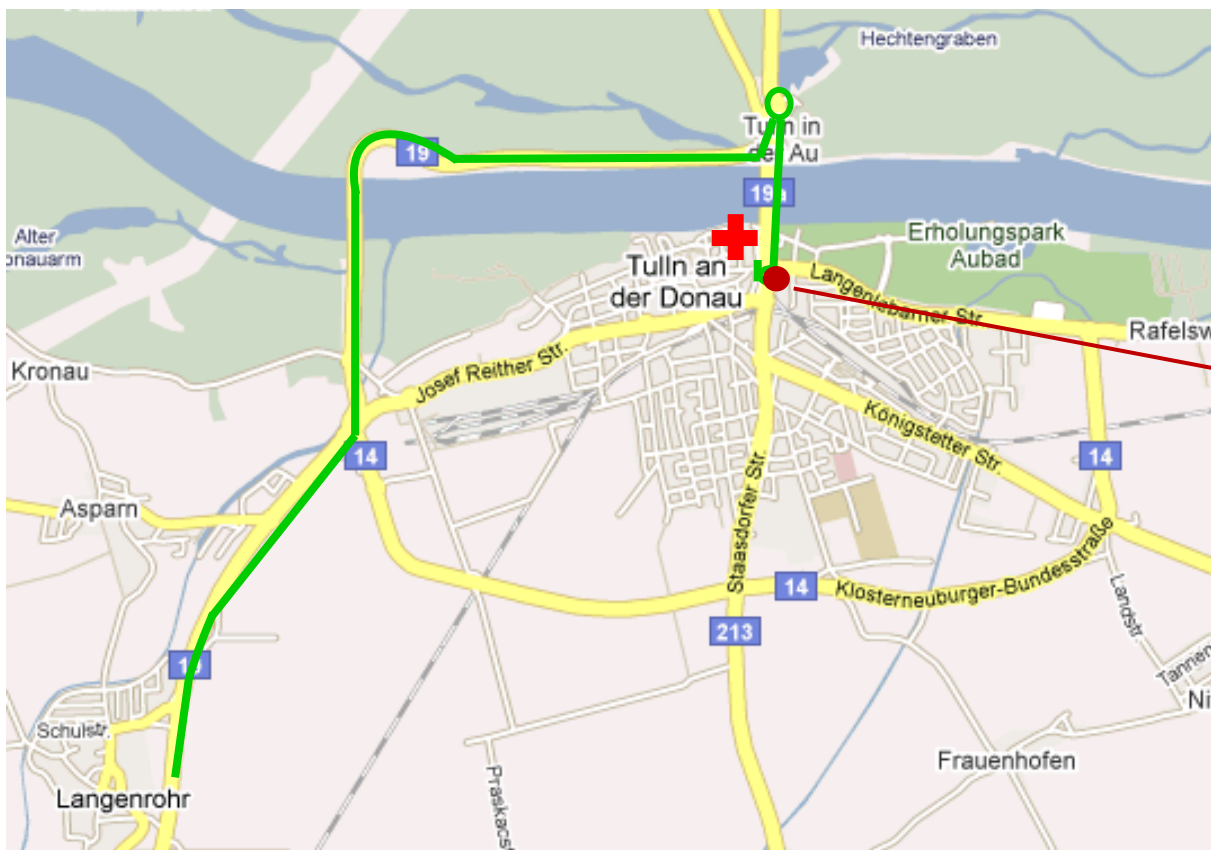 Hechtengraben
Tulln in
der Au
19
19a
Alter
onauarm
Erholungspark
Aubad
Tulln an
der Donau
Langenlebarner Str.
Rafelsw
Kronau
Josef Reither Str.
Königstetter Str.
14
14
Asparn
Staasdorfer Str.
14
Klosterneuburger-Bundesstraße
Landstr.
213
19
Tannen
Ni
Schulstr.
Frauenhofen
Langenrohr
Praskacs